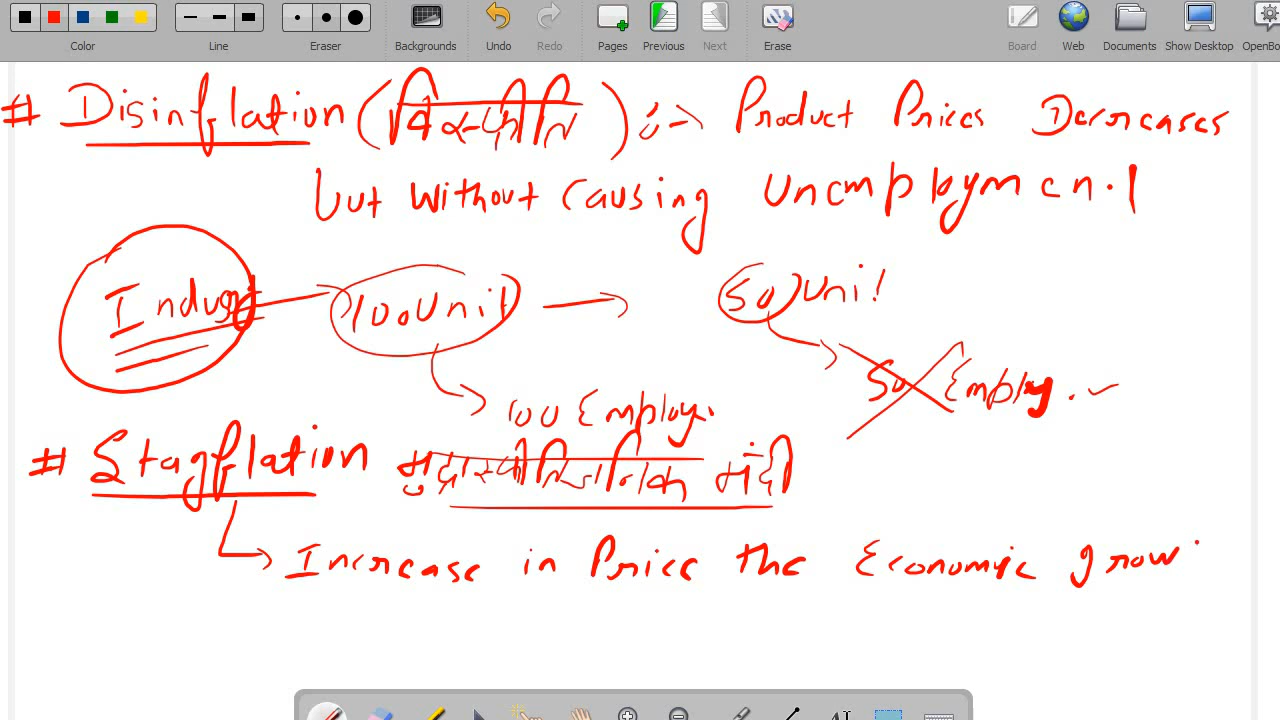 Color Line Eraser Backgrounds Undo Redo Pages Previous Next Erase Board Web Documents Show Desktop OpenBo
# Disinflation ( ) :-> Product Prices Decreases
but without causing Unemployment
Indust 100 Unit 50 Unit
50 Employ.
100 Employ.
# Stagflation
Increase in Price the Economic grow